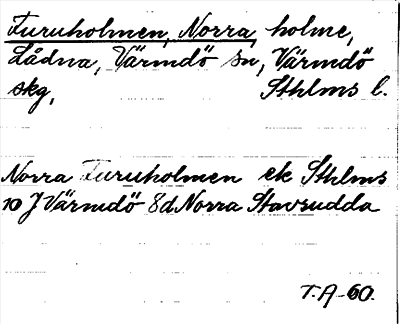 Furuholmen, Norra, holme,
Lådna, Värmdö sn, Värmdö
skg, Sthlms l.
Norra Furuholmen ek Sthlms
10 J Värmdö 8d Norra Stavsudda
T.A-60.